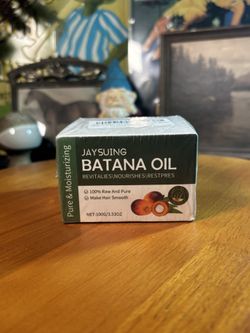 Pure & Moisturizing
JAYSUING
BATANA OIL
REVITALIES\NOURISHES\RESTPRES
100% Raw And Pure
Make Hair Smooth
NET:100G/3.53OZ